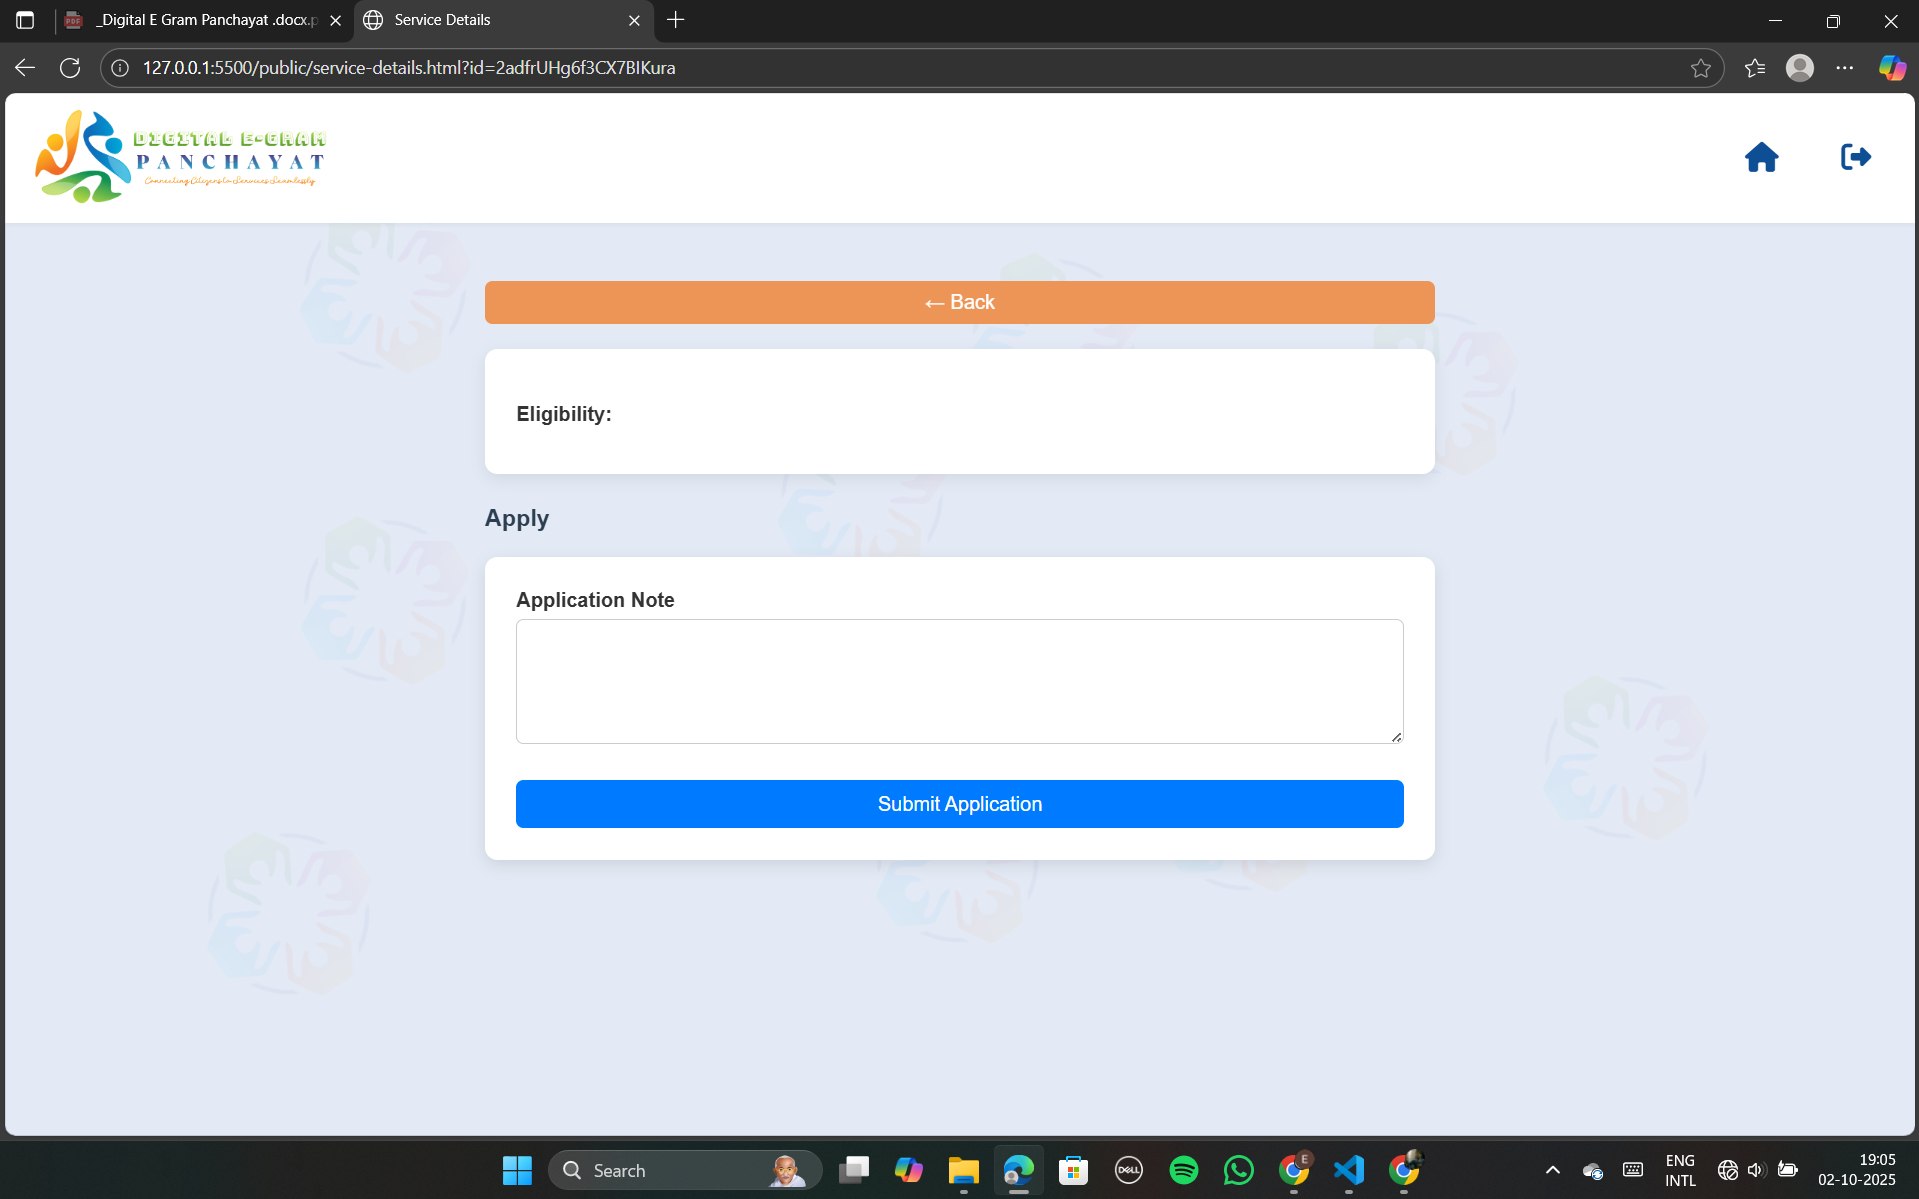 _Digital E Gram Panchayat .docx.p
Service Details
127.0.0.1:5500/public/service-details.html?id=2adfrUHg6f3CX7BIKura
DIGITAL E-GRAM
PANCHAYAT
Connecting Citizens to Services Seamlessly
← Back
Eligibility:
Apply
Application Note
Submit Application
Search
DELL
E
ENG
INTL
19:05
02-10-2025